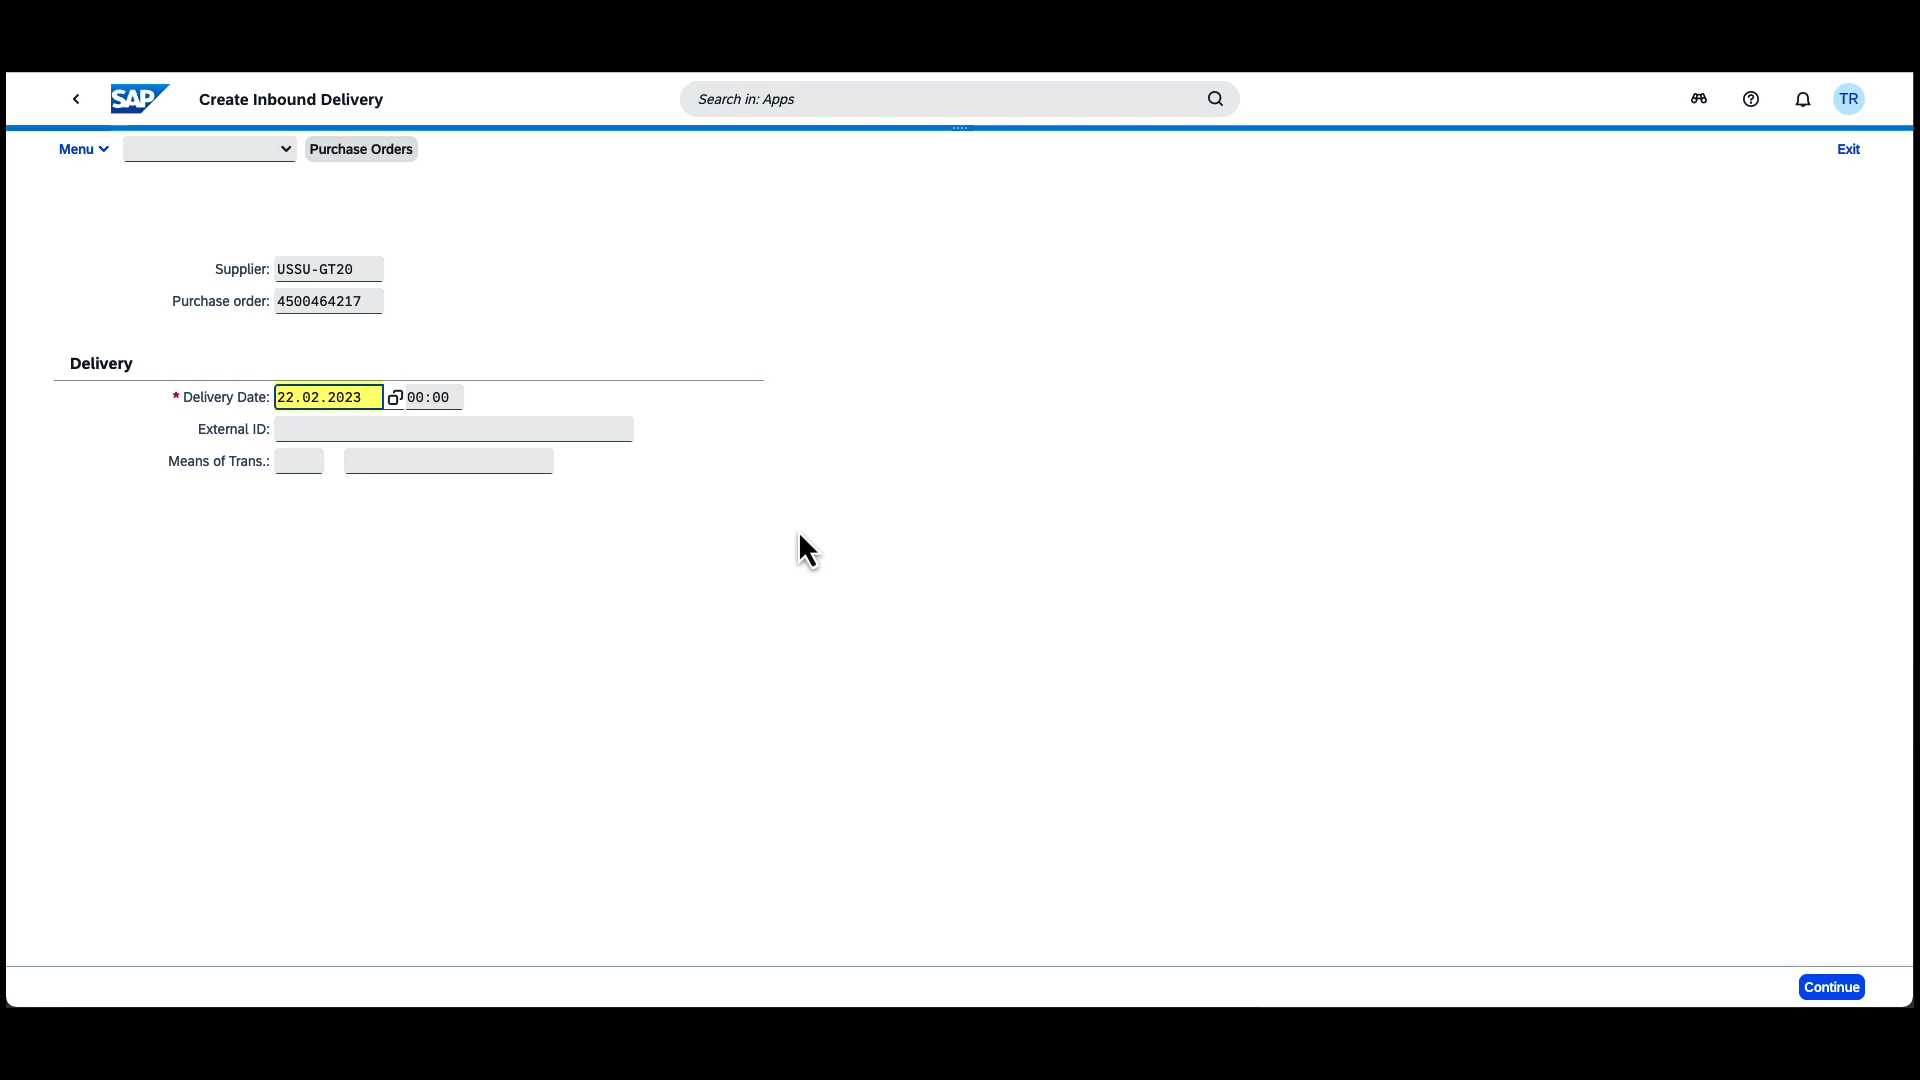 SAP Create Inbound Delivery Search in: Apps TR
Menu Purchase Orders Exit
Supplier: USSU-GT20
Purchase order: 4500464217
Delivery
* Delivery Date: 22.02.2023 00:00
External ID:
Means of Trans.:
Continue